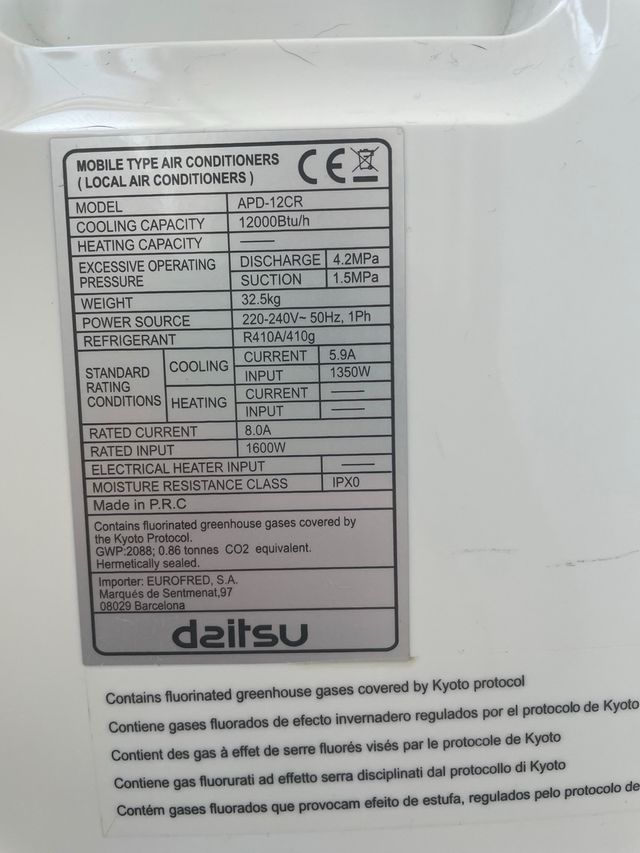 MOBILE TYPE AIR CONDITIONERS
( LOCAL AIR CONDITIONERS )
CE
MODEL APD-12CR
COOLING CAPACITY 12000Btu/h
HEATING CAPACITY ——
EXCESSIVE OPERATING PRESSURE DISCHARGE 4.2MPa
SUCTION 1.5MPa
WEIGHT 32.5kg
POWER SOURCE 220-240V~ 50Hz, 1Ph
REFRIGERANT R410A/410g
STANDARD RATING CONDITIONS COOLING CURRENT 5.9A
INPUT 1350W
HEATING CURRENT ——
INPUT ——
RATED CURRENT 8.0A
RATED INPUT 1600W
ELECTRICAL HEATER INPUT ——
MOISTURE RESISTANCE CLASS IPX0
Made in P.R.C
Contains fluorinated greenhouse gases covered by
the Kyoto Protocol.
GWP:2088; 0.86 tonnes CO2 equivalent.
Hermetically sealed.
Importer: EUROFRED, S.A.
Marqués de Sentmenat,97
08029 Barcelona
daitsu
Contains fluorinated greenhouse gases covered by Kyoto protocol
Contiene gases fluorados de efecto invernadero regulados por el protocolo de Kyoto
Contient des gas à effet de serre fluorés visés par le protocole de Kyoto
Contiene gas fluorurati ad effetto serra disciplinati dal protocollo di Kyoto
Contém gases fluorados que provocam efeito de estufa, regulados pelo protocolo de